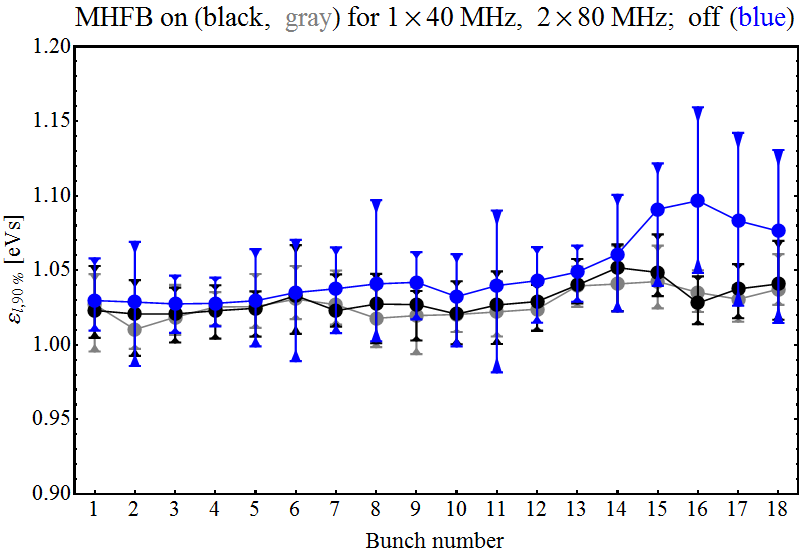 MHFB on (black, gray) for 1 × 40 MHz, 2 × 80 MHz; off (blue)
1.20
1.15
1.10
1.05
1.00
0.95
0.90
εl,90 % [eVs]
1 2 3 4 5 6 7 8 9 10 11 12 13 14 15 16 17 18
Bunch number